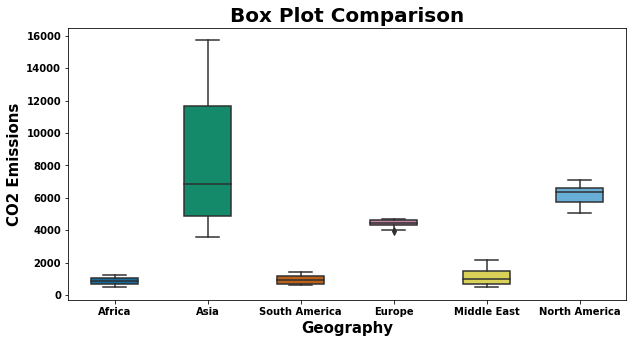 Box Plot Comparison
CO2 Emissions
16000
14000
12000
10000
8000
6000
4000
2000
0
Africa
Asia
South America
Europe
Middle East
North America
Geography